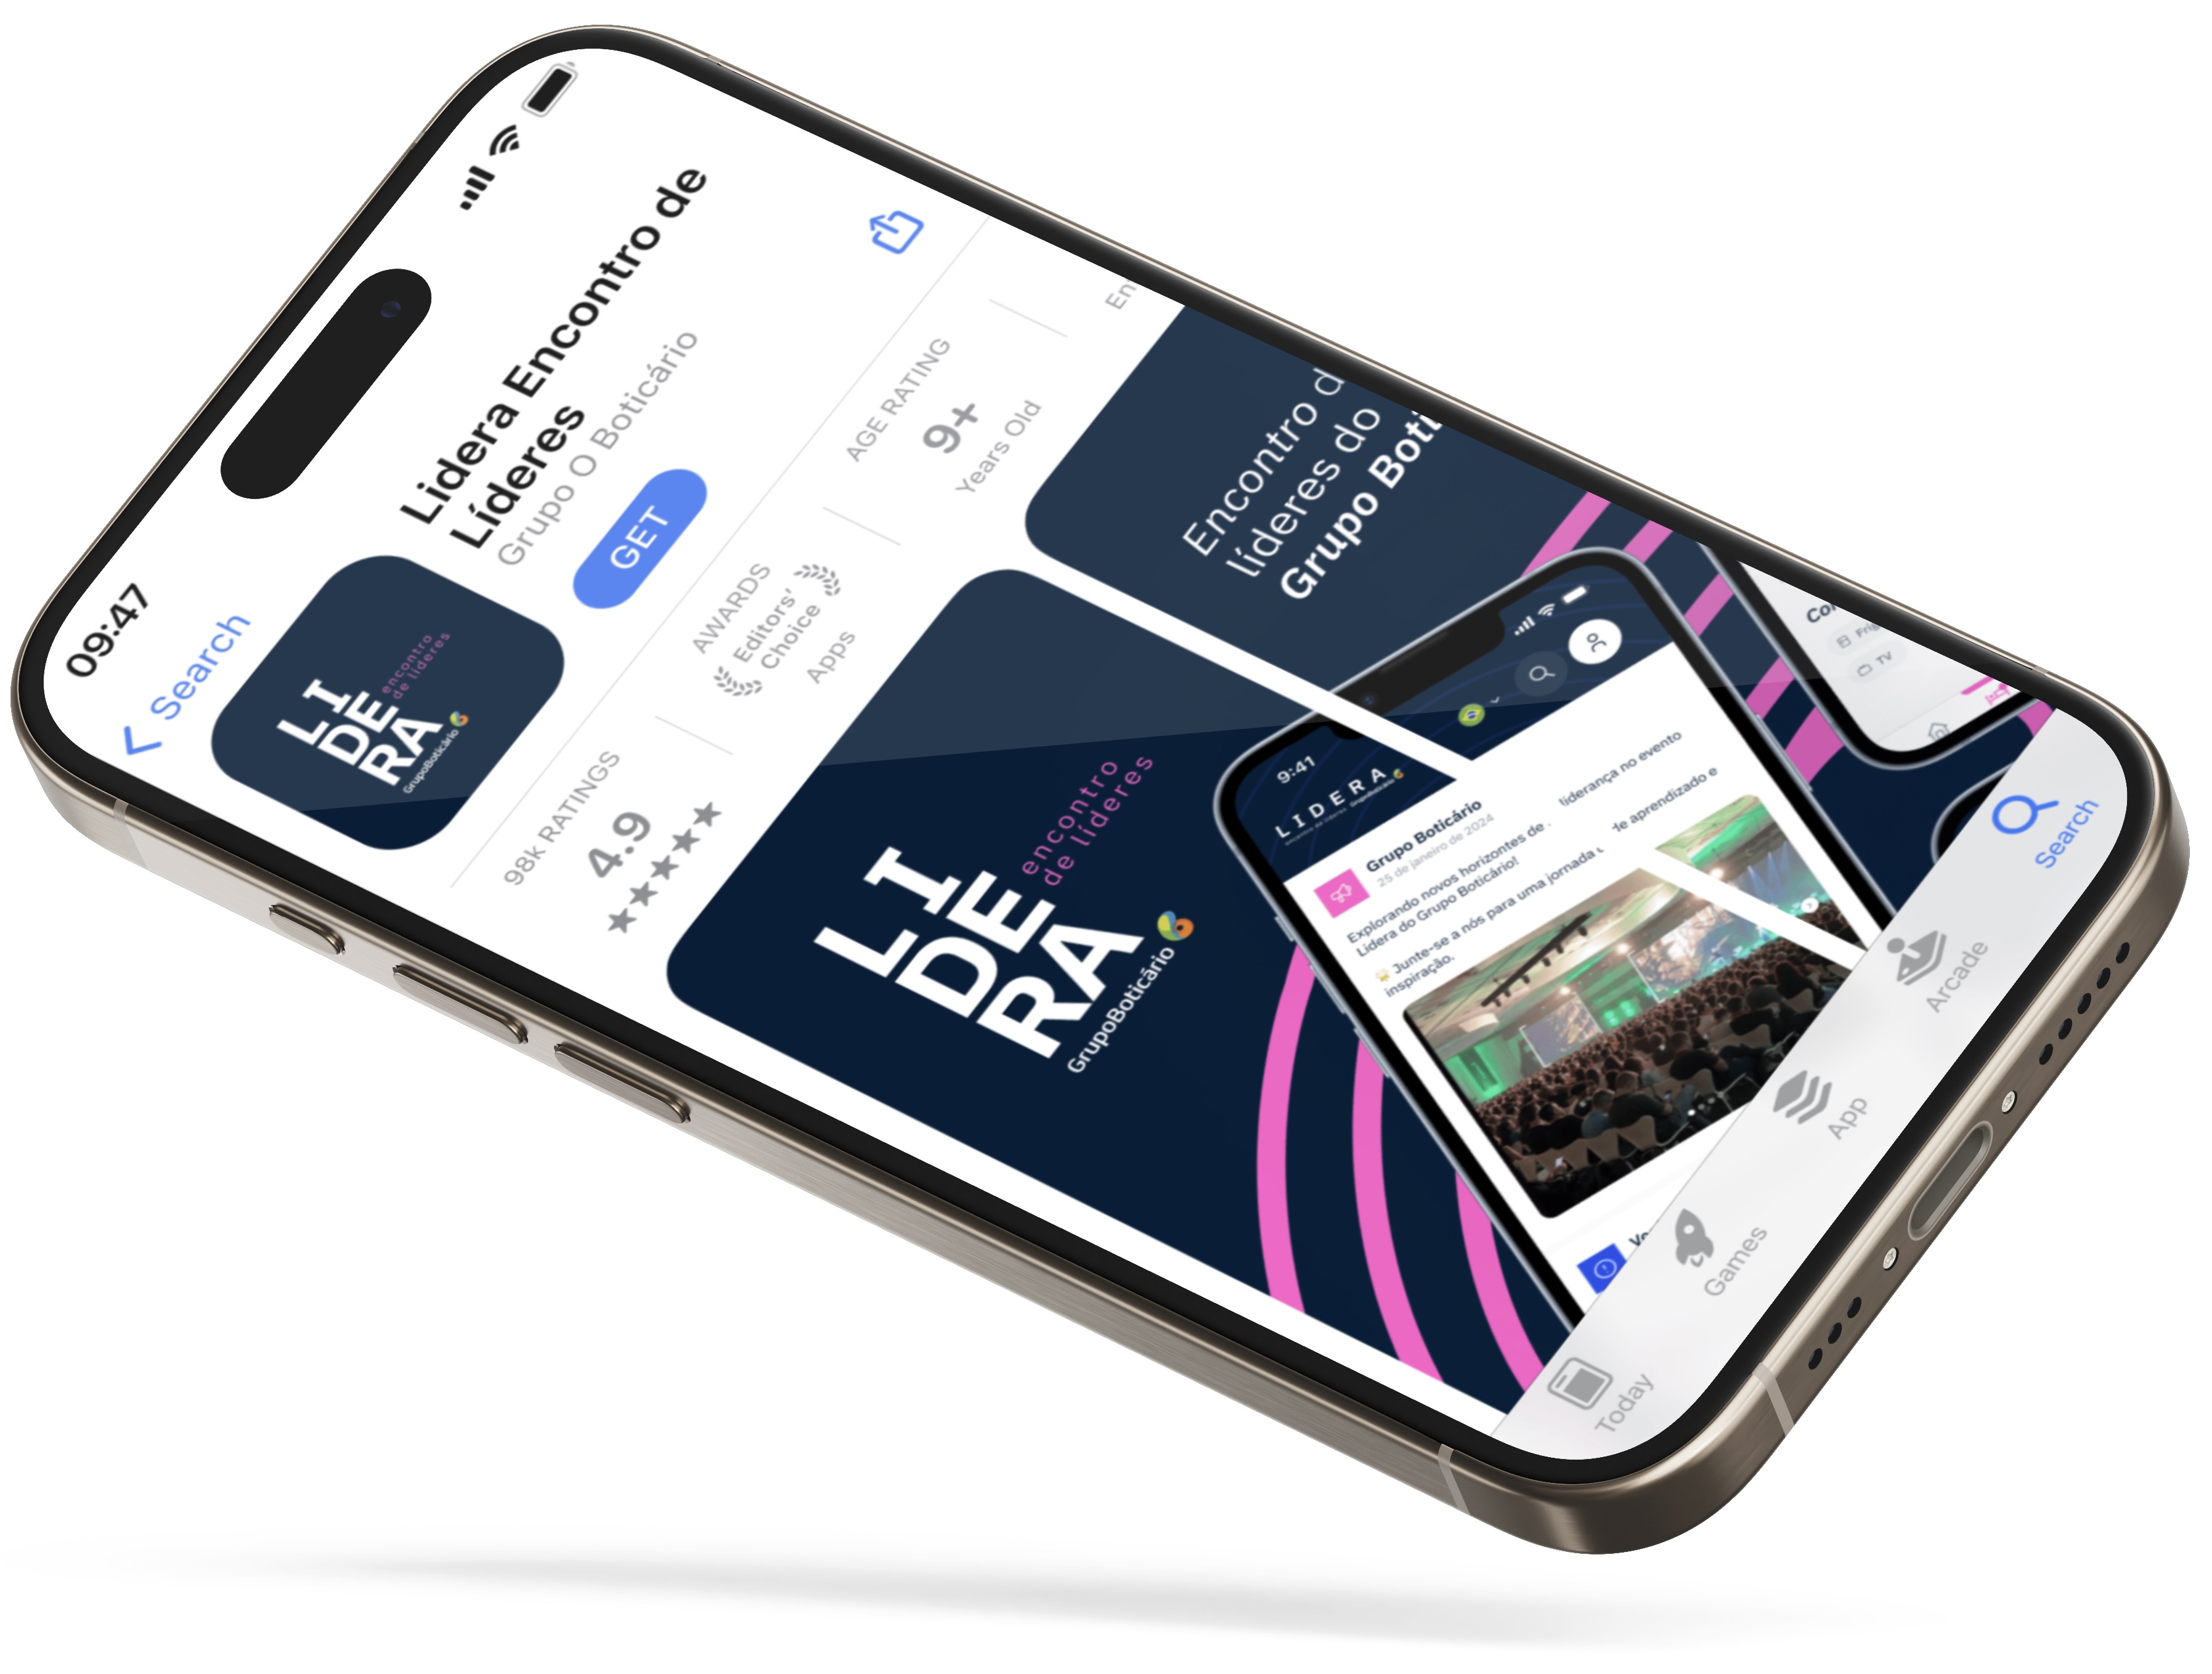 09:47
Search
LI
DE
RA
encontro
de líderes
GrupoBoticário
Lidera Encontro de
Líderes
Grupo O Boticário
GET
98k RATINGS
4.9
AWARDS
Editors'
Choice
Apps
AGE RATING
9+
Years Old
En
LI
DE
RA
encontro
de líderes
GrupoBoticário
Encontro d
líderes do
Grupo Boti
9:41
LIDERA
Grupo Boticário
25 de janeiro de 2024
Explorando novos horizontes de liderança no evento
Lidera do Grupo Boticário!
Junte-se a nós para uma jornada de aprendizado e
inspiração.
TV
Today
Games
App
Arcade
Search